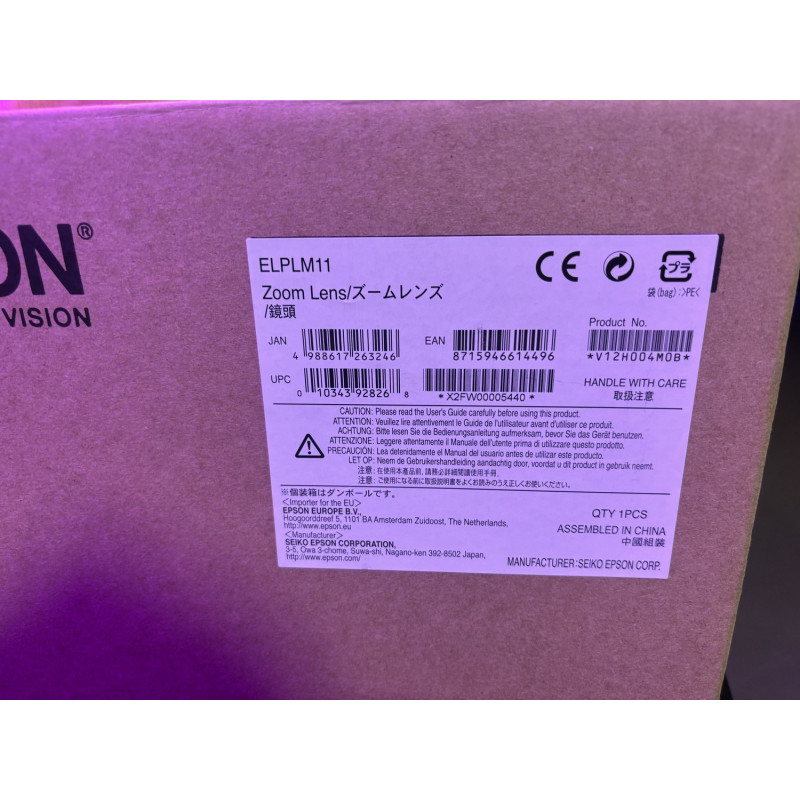 ON®
VISION
ELPLM11
Zoom Lens/ズームレンズ
/鏡頭
CE
プラ
袋(bag):>PE<
JAN
4 988617 263246
EAN
8715946614496
Product No.
*V12H004M0B*
UPC
0 10343 92826 8
*X2FW00005440*
HANDLE WITH CARE
取扱注意
CAUTION: Please read the User's Guide carefully before using this product.
ATTENTION: Veuillez lire attentivement le Guide de l'utilisateur avant d'utiliser ce produit.
ACHTUNG: Bitte lesen Sie die Bedienungsanleitung aufmerksam, bevor Sie das Gerät benutzen.
ATTENZIONE: Leggere attentamente il Manuale dell'utente prima di utilizzare questo prodotto.
PRECAUCIÓN: Lea detenidamente el Manual del usuario antes de utilizar este producto.
LET OP: Neem de Gebruikershandleiding aandachtig door, voordat u dit product in gebruik neemt.
注意: 在使用本產品前, 請務必詳細閱讀使用手冊.
注意: ご使用になる前に取扱説明書をよくお読みのうえ正しくお使いください。
※個装箱はダンボールです。
<Importer for the EU>
EPSON EUROPE B.V.,
Hoogoorddreef 5, 1101 BA Amsterdam Zuidoost, The Netherlands,
http://www.epson.eu
<Manufacturer>
SEIKO EPSON CORPORATION,
3-5, Owa 3-chome, Suwa-shi, Nagano-ken 392-8502 Japan,
http://www.epson.com/
QTY 1PCS
ASSEMBLED IN CHINA
中國組裝
MANUFACTURER:SEIKO EPSON CORP.